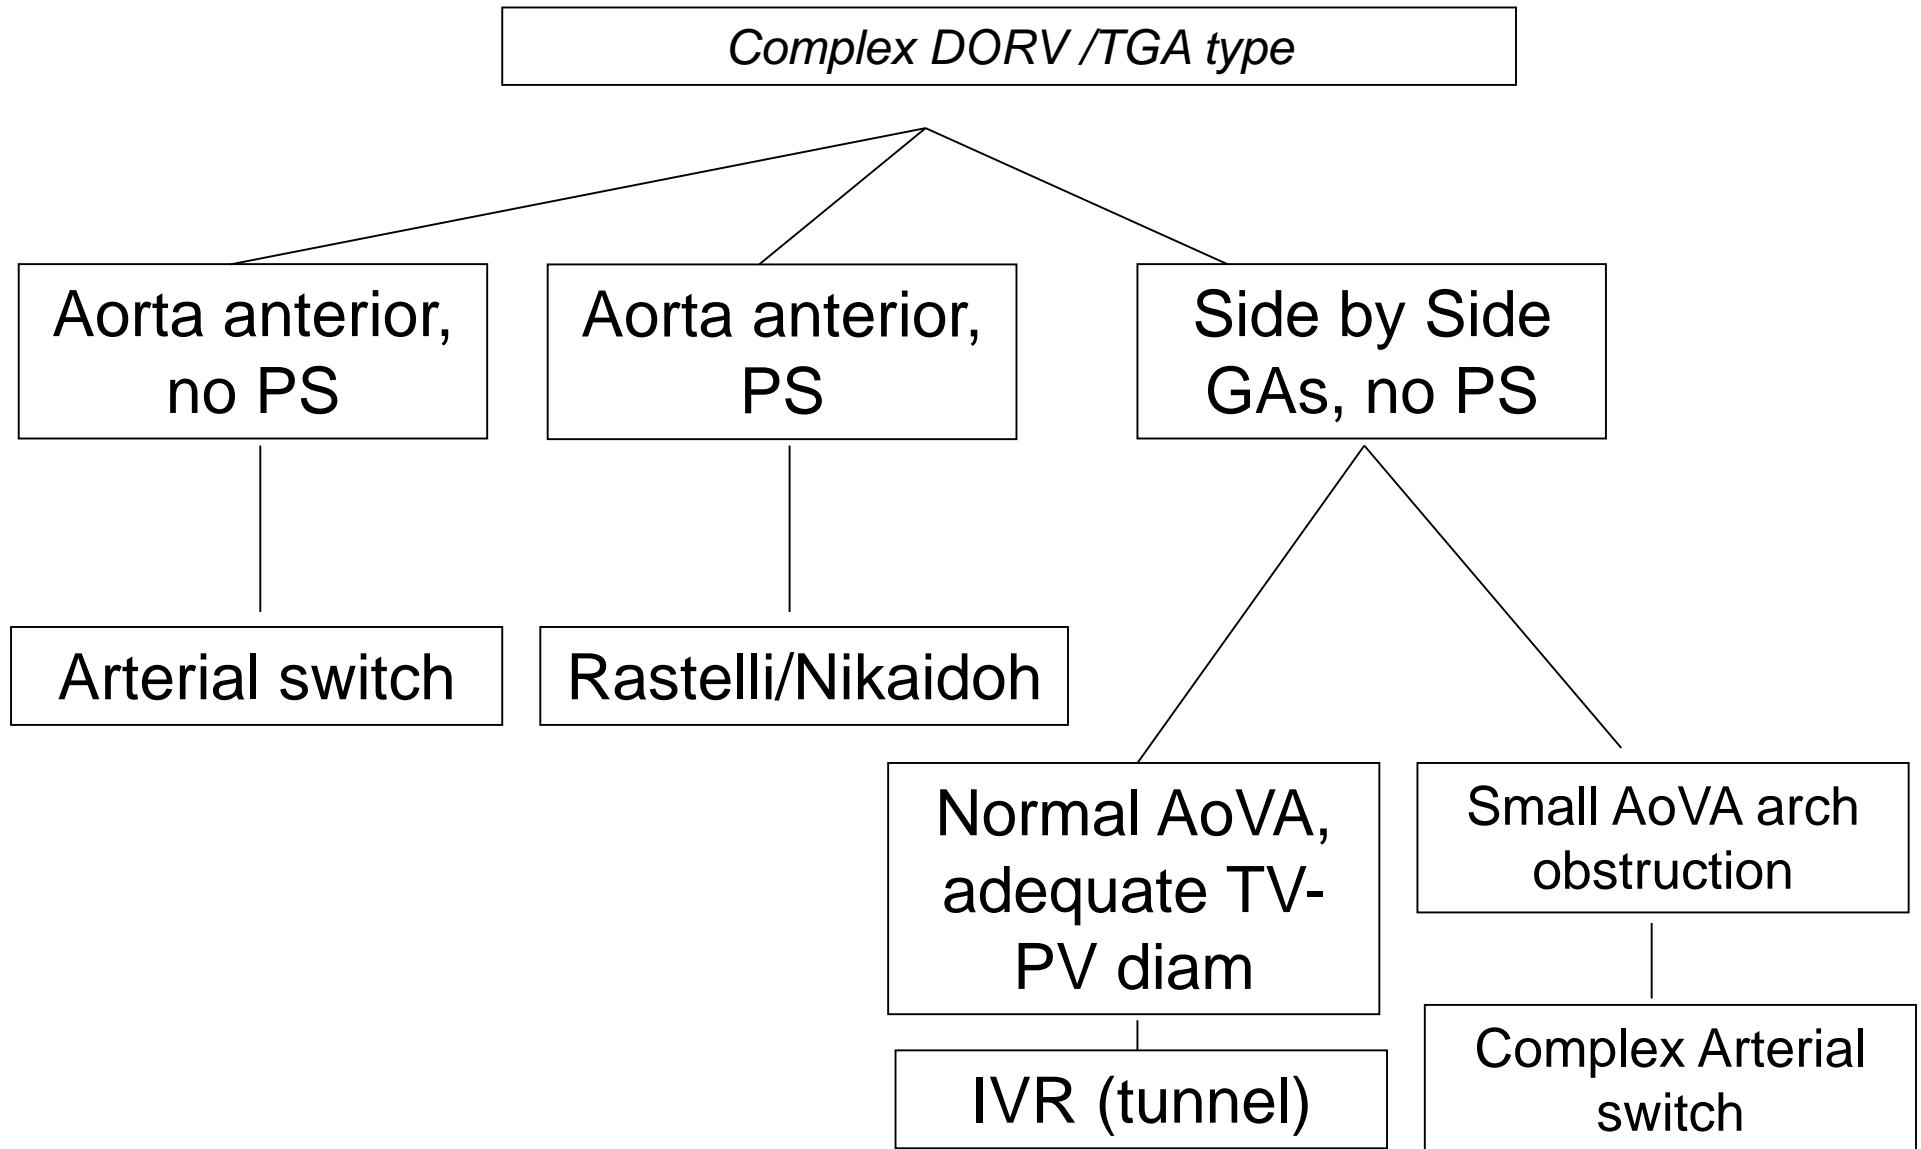 Complex DORV /TGA type
Aorta anterior,
no PS
Aorta anterior,
PS
Side by Side
GAs, no PS
Arterial switch
Rastelli/Nikaidoh
Normal AoVA,
adequate TV-
PV diam
Small AoVA arch
obstruction
IVR (tunnel)
Complex Arterial
switch